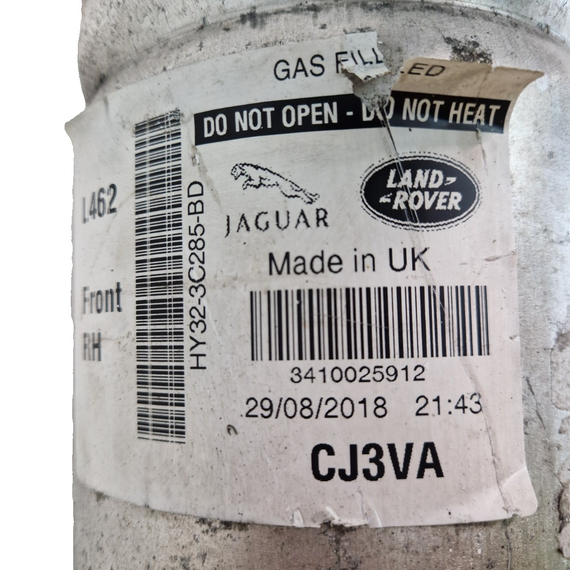 GAS FILLED
DO NOT OPEN - DO NOT HEAT
L462
Front
RH
HY32-3C285-BD
JAGUAR
LAND-
-ROVER
Made in UK
3410025912
29/08/2018 21:43
CJ3VA